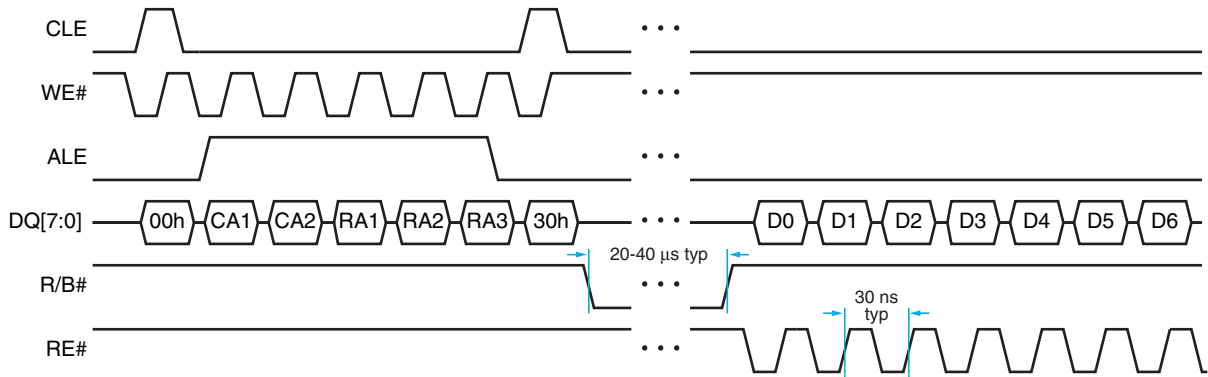 CLE
WE#
ALE
DQ[7:0] 00h CA1 CA2 RA1 RA2 RA3 30h D0 D1 D2 D3 D4 D5 D6
20-40 μs typ
R/B#
30 ns
typ
RE#